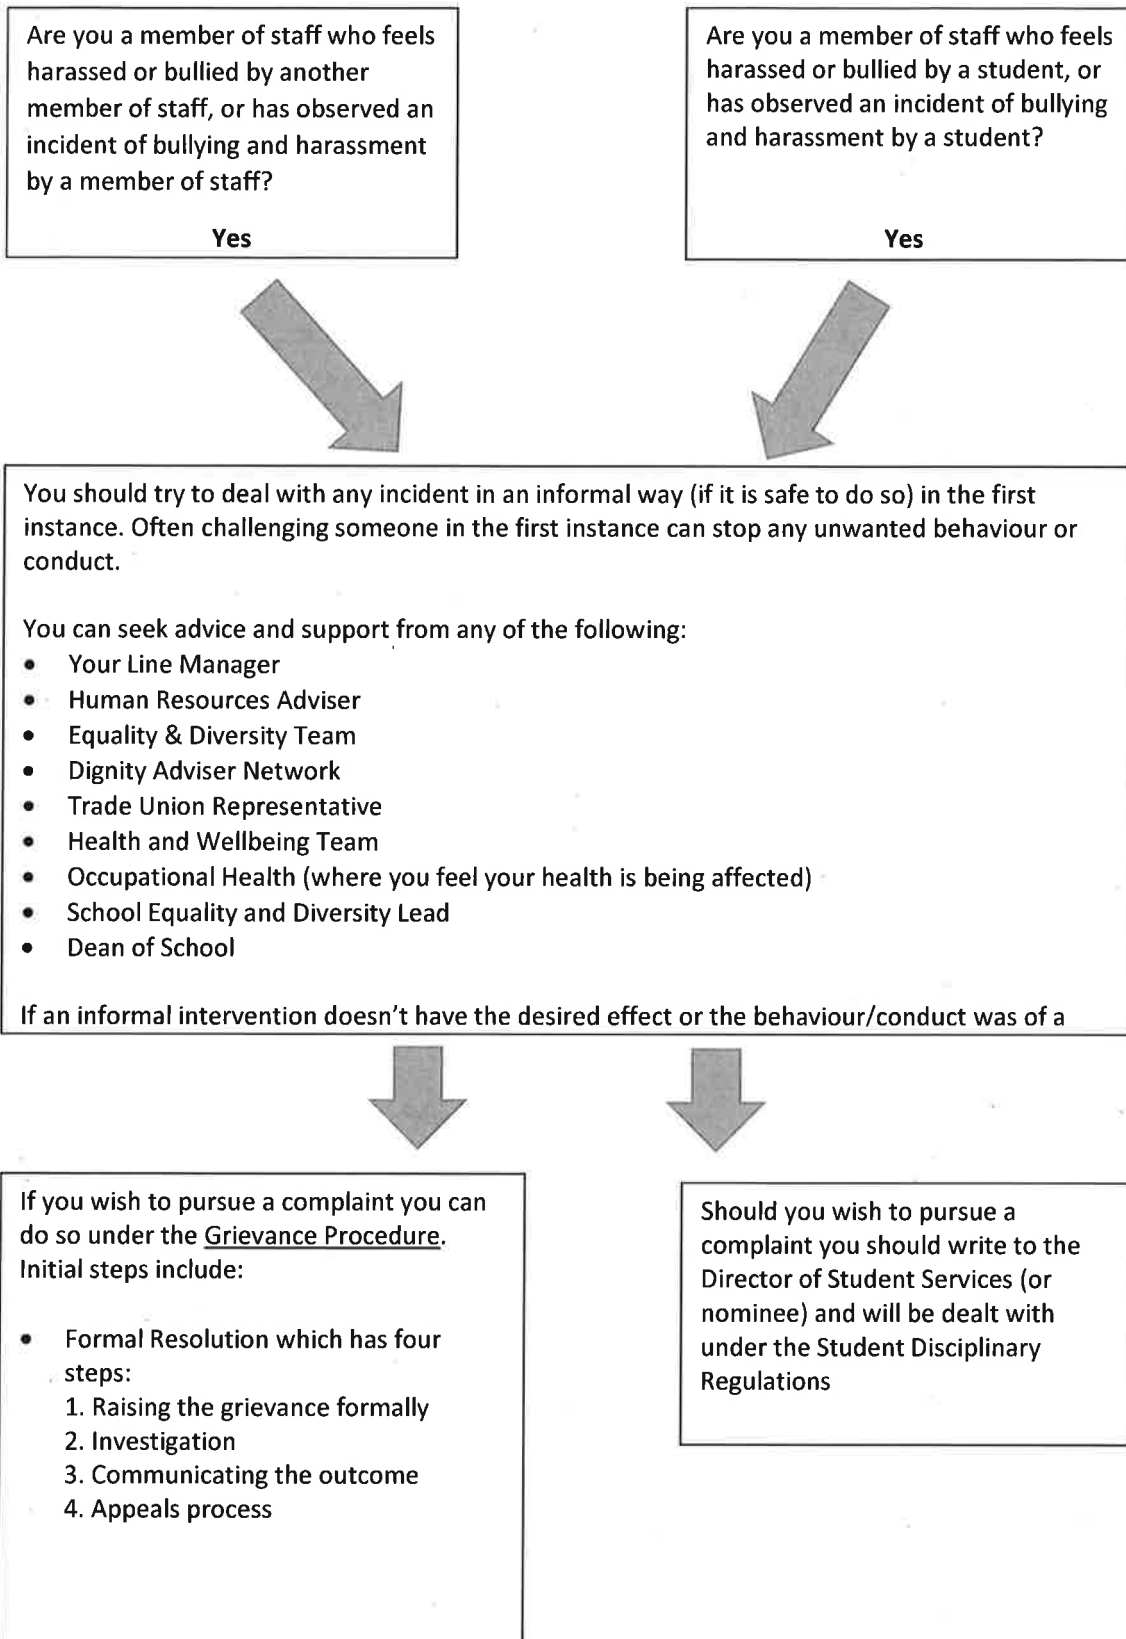 Are you a member of staff who feels
harassed or bullied by another
member of staff, or has observed an
incident of bullying and harassment
by a member of staff?
Yes
Are you a member of staff who feels
harassed or bullied by a student, or
has observed an incident of bullying
and harassment by a student?
Yes
You should try to deal with any incident in an informal way (if it is safe to do so) in the first
instance. Often challenging someone in the first instance can stop any unwanted behaviour or
conduct.
You can seek advice and support from any of the following:
• Your Line Manager
• Human Resources Adviser
• Equality & Diversity Team
• Dignity Adviser Network
• Trade Union Representative
• Health and Wellbeing Team
• Occupational Health (where you feel your health is being affected)
• School Equality and Diversity Lead
• Dean of School
If an informal intervention doesn't have the desired effect or the behaviour/conduct was of a
If you wish to pursue a complaint you can
do so under the Grievance Procedure.
Initial steps include:
• Formal Resolution which has four
steps:
1. Raising the grievance formally
2. Investigation
3. Communicating the outcome
4. Appeals process
Should you wish to pursue a
complaint you should write to the
Director of Student Services (or
nominee) and will be dealt with
under the Student Disciplinary
Regulations